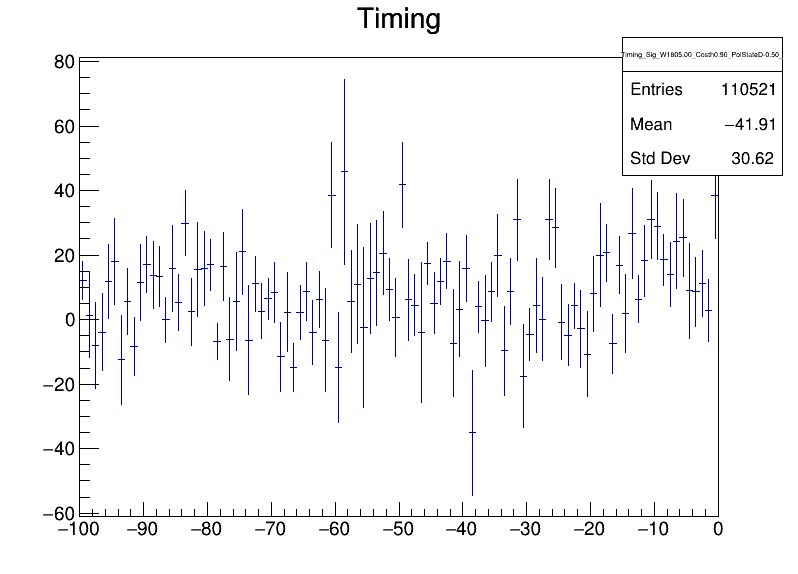 Timing
Timing_Sig_W1805.00_Costh0.90_PolStateD-0.50_
Entries 110521
Mean −41.91
Std Dev 30.62
80
60
40
20
0
−20
−40
−60
−100 −90 −80 −70 −60 −50 −40 −30 −20 −10 0